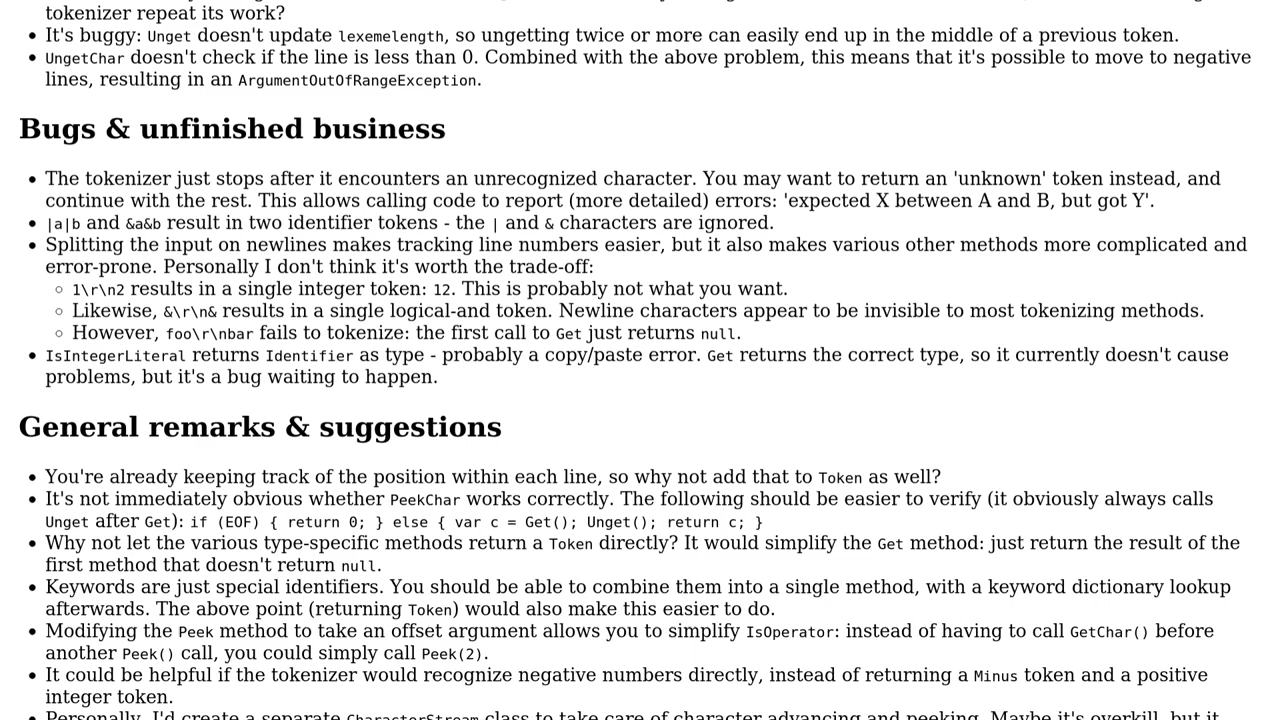 tokenizer repeat its work?
• It's buggy: Unget doesn't update lexemelength, so ungetting twice or more can easily end up in the middle of a previous token.
• UngetChar doesn't check if the line is less than 0. Combined with the above problem, this means that it's possible to move to negative
lines, resulting in an ArgumentOutOfRangeException.
Bugs & unfinished business
• The tokenizer just stops after it encounters an unrecognized character. You may want to return an 'unknown' token instead, and
continue with the rest. This allows calling code to report (more detailed) errors: 'expected X between A and B, but got Y'.
• |a|b and &a&b result in two identifier tokens - the | and & characters are ignored.
• Splitting the input on newlines makes tracking line numbers easier, but it also makes various other methods more complicated and
error-prone. Personally I don't think it's worth the trade-off:
◦ 1\r\n2 results in a single integer token: 12. This is probably not what you want.
◦ Likewise, &\r\n& results in a single logical-and token. Newline characters appear to be invisible to most tokenizing methods.
◦ However, foo\r\nbar fails to tokenize: the first call to Get just returns null.
• IsIntegerLiteral returns Identifier as type - probably a copy/paste error. Get returns the correct type, so it currently doesn't cause
problems, but it's a bug waiting to happen.
General remarks & suggestions
• You're already keeping track of the position within each line, so why not add that to Token as well?
• It's not immediately obvious whether PeekChar works correctly. The following should be easier to verify (it obviously always calls
Unget after Get): if (EOF) { return 0; } else { var c = Get(); Unget(); return c; }
• Why not let the various type-specific methods return a Token directly? It would simplify the Get method: just return the result of the
first method that doesn't return null.
• Keywords are just special identifiers. You should be able to combine them into a single method, with a keyword dictionary lookup
afterwards. The above point (returning Token) would also make this easier to do.
• Modifying the Peek method to take an offset argument allows you to simplify IsOperator: instead of having to call GetChar() before
another Peek() call, you could simply call Peek(2).
• It could be helpful if the tokenizer would recognize negative numbers directly, instead of returning a Minus token and a positive
integer token.
• Personally, I'd create a separate CharacterStream class to take care of character advancing and peeking. Maybe it's overkill, but it